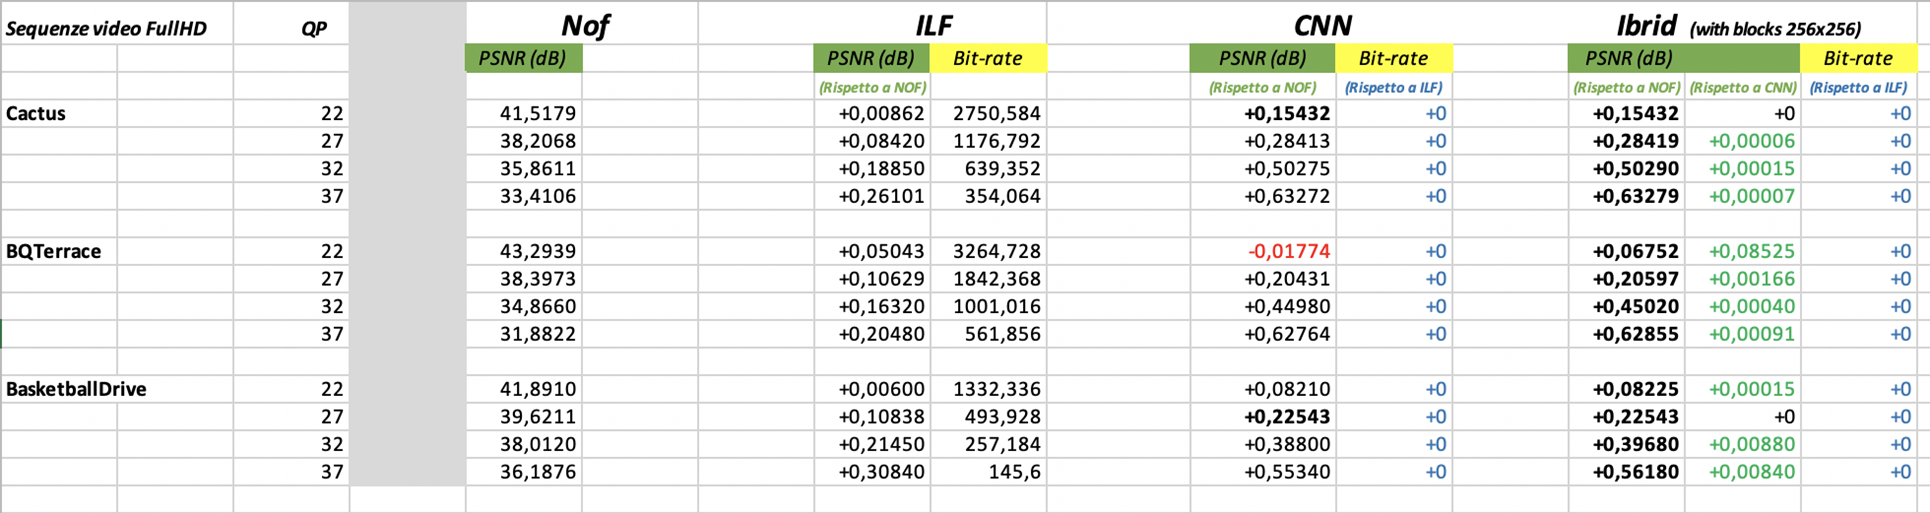 Sequenze video FullHD QP Nof ILF CNN Ibrid (with blocks 256x256)
PSNR (dB) PSNR (dB) Bit-rate PSNR (dB) Bit-rate PSNR (dB) Bit-rate
(Rispetto a NOF) (Rispetto a NOF) (Rispetto a ILF) (Rispetto a NOF) (Rispetto a CNN) (Rispetto a ILF)
Cactus 22 41,5179 +0,00862 2750,584 +0,15432 +0 +0,15432 +0 +0
27 38,2068 +0,08420 1176,792 +0,28413 +0 +0,28419 +0,00006 +0
32 35,8611 +0,18850 639,352 +0,50275 +0 +0,50290 +0,00015 +0
37 33,4106 +0,26101 354,064 +0,63272 +0 +0,63279 +0,00007 +0
BQTerrace 22 43,2939 +0,05043 3264,728 -0,01774 +0 +0,06752 +0,08525 +0
27 38,3973 +0,10629 1842,368 +0,20431 +0 +0,20597 +0,00166 +0
32 34,8660 +0,16320 1001,016 +0,44980 +0 +0,45020 +0,00040 +0
37 31,8822 +0,20480 561,856 +0,62764 +0 +0,62855 +0,00091 +0
BasketballDrive 22 41,8910 +0,00600 1332,336 +0,08210 +0 +0,08225 +0,00015 +0
27 39,6211 +0,10838 493,928 +0,22543 +0 +0,22543 +0 +0
32 38,0120 +0,21450 257,184 +0,38800 +0 +0,39680 +0,00880 +0
37 36,1876 +0,30840 145,6 +0,55340 +0 +0,56180 +0,00840 +0